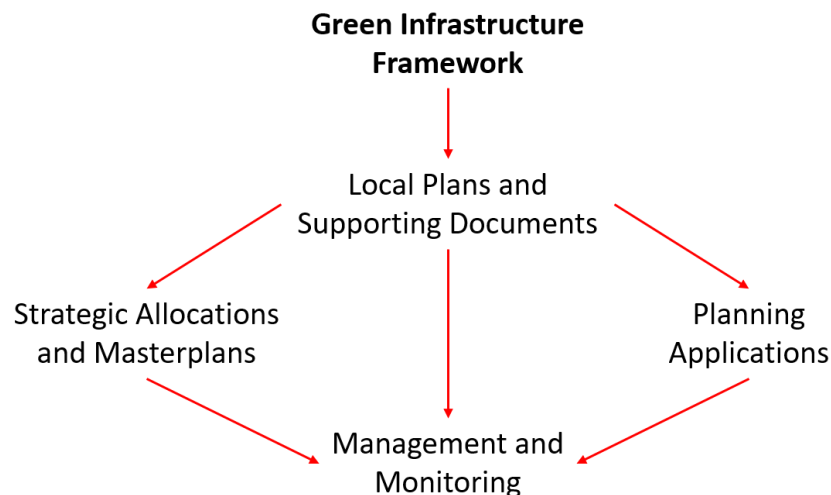 Green Infrastructure
Framework
Local Plans and
Supporting Documents
Strategic Allocations
and Masterplans
Planning
Applications
Management and
Monitoring